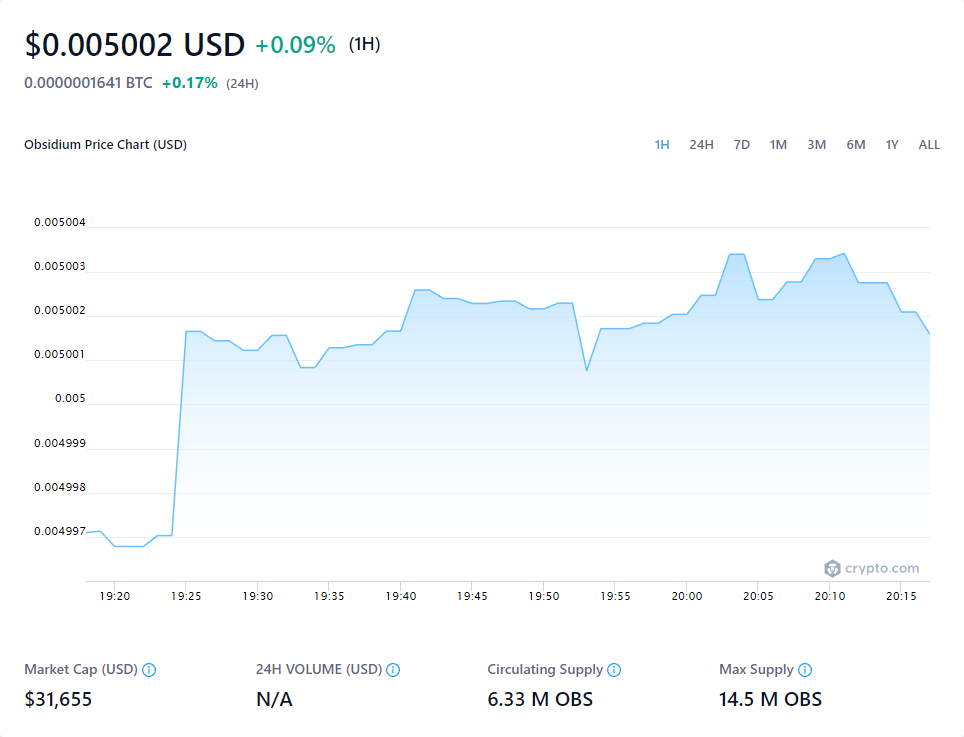 $0.005002 USD +0.09% (1H)
0.0000001641 BTC +0.17% (24H)
Obsidium Price Chart (USD) 1H 24H 7D 1M 3M 6M 1Y ALL
0.005004
0.005003
0.005002
0.005001
0.005
0.004999
0.004998
0.004997
crypto.com
19:20 19:25 19:30 19:35 19:40 19:45 19:50 19:55 20:00 20:05 20:10 20:15
Market Cap (USD) 24H VOLUME (USD) Circulating Supply Max Supply
$31,655 N/A 6.33 M OBS 14.5 M OBS